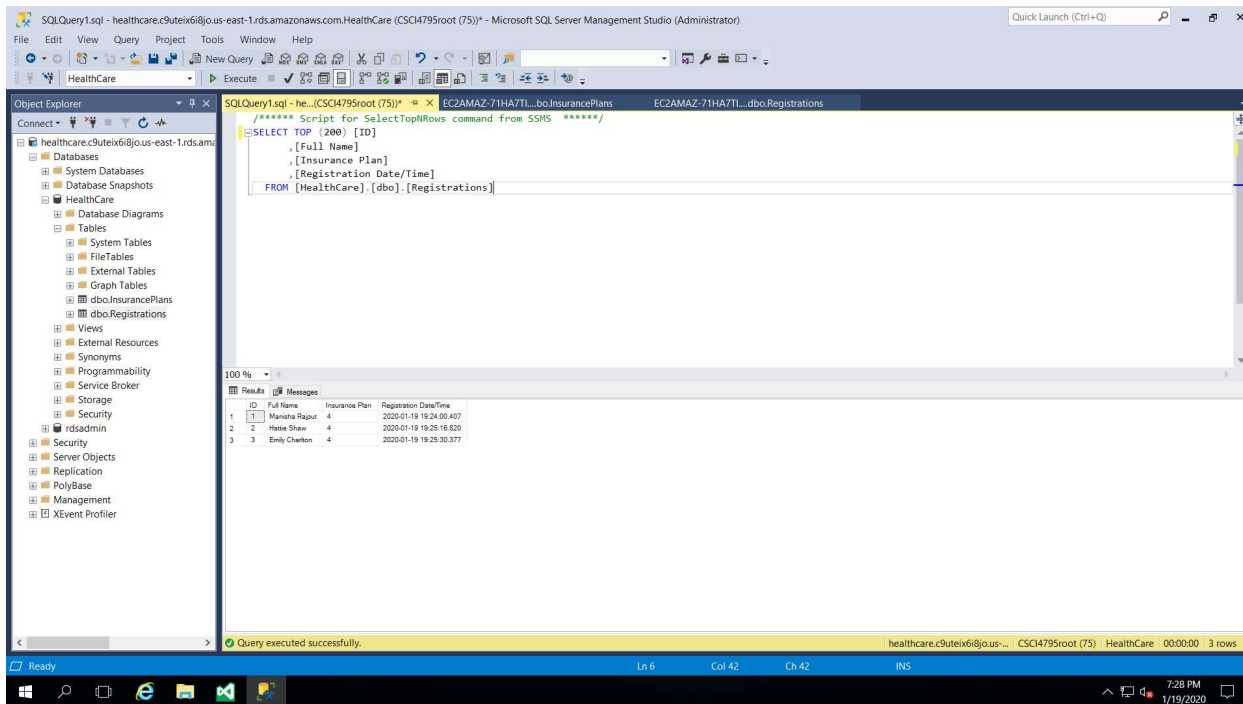 SQLQuery1.sql - healthcare.c9uteix6i8jo.us-east-1.rds.amazonaws.com.HealthCare (CSCI4795root (75))* - Microsoft SQL Server Management Studio (Administrator)
Quick Launch (Ctrl+Q)
File Edit View Query Project Tools Window Help
New Query
HealthCare Execute
Object Explorer
SQLQuery1.sql - he...(CSCI4795root (75))* EC2AMAZ-71HA7TI....bo.InsurancePlans EC2AMAZ-71HA7TI....dbo.Registrations
Connect
healthcare.c9uteix6i8jo.us-east-1.rds.ama
Databases
System Databases
Database Snapshots
HealthCare
Database Diagrams
Tables
System Tables
FileTables
External Tables
Graph Tables
dbo.InsurancePlans
dbo.Registrations
Views
External Resources
Synonyms
Programmability
Service Broker
Storage
Security
rdsadmin
Security
Server Objects
Replication
PolyBase
Management
XEvent Profiler
/****** Script for SelectTopNRows command from SSMS ******/
SELECT TOP (200) [ID]
,[Full Name]
,[Insurance Plan]
,[Registration Date/Time]
FROM [HealthCare].[dbo].[Registrations]
100 %
Results Messages
ID Full Name Insurance Plan Registration Date/Time
1 1 Manisha Rajput 4 2020-01-19 19:24:00.407
2 2 Hattie Shaw 4 2020-01-19 19:25:16.820
3 3 Emily Charlton 4 2020-01-19 19:25:30.377
Query executed successfully. healthcare.c9uteix6i8jo.us-... CSCI4795root (75) HealthCare 00:00:00 3 rows
Ready Ln 6 Col 42 Ch 42 INS
7:28 PM
1/19/2020